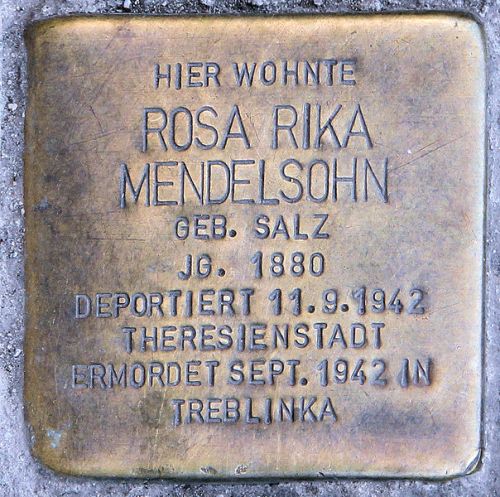 HIER WOHNTE
ROSA RIKA
MENDELSOHN
GEB. SALZ
JG. 1880
DEPORTIERT 11.9.1942
THERESIENSTADT
ERMORDET SEPT. 1942 IN
TREBLINKA